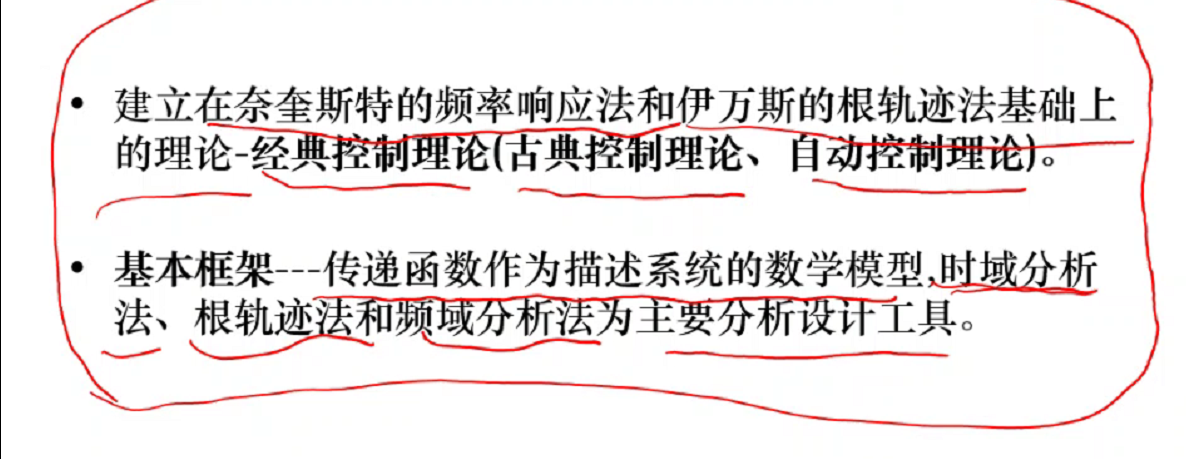 • 建立在奈奎斯特的频率响应法和伊万斯的根轨迹法基础上
的理论-经典控制理论(古典控制理论、自动控制理论)。
• 基本框架---传递函数作为描述系统的数学模型,时域分析
法、根轨迹法和频域分析法为主要分析设计工具。